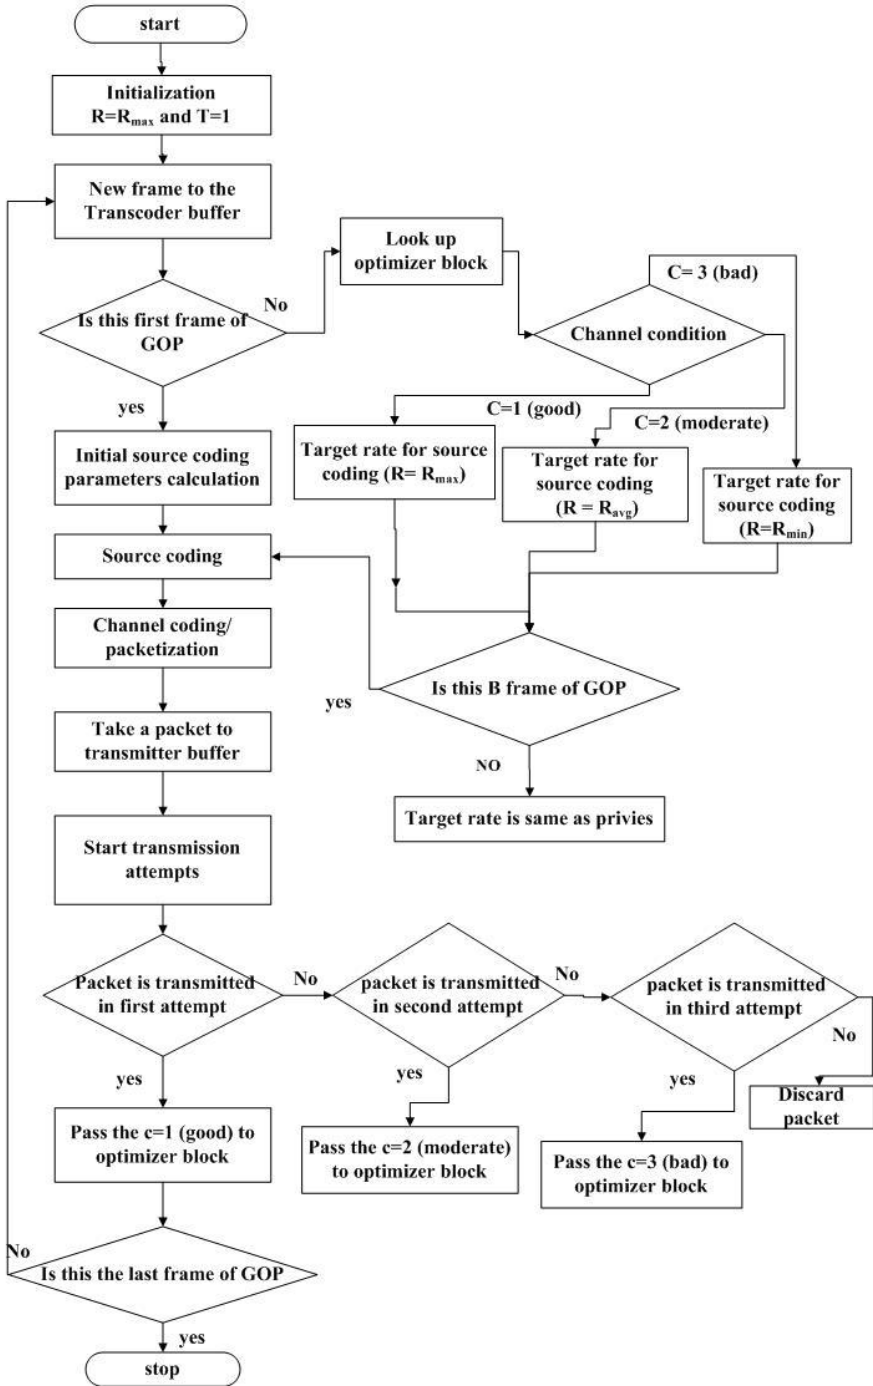 start
Initialization
R=Rmax and T=1
New frame to the
Transcoder buffer
Look up
optimizer block
C= 3 (bad)
No
Is this first frame of
GOP
Channel condition
yes
C=1 (good)
C=2 (moderate)
Initial source coding
parameters calculation
Target rate for source
coding (R= Rmax)
Target rate for
source coding
(R = Ravg)
Target rate for
source coding
(R=Rmin)
Source coding
Channel coding/
packetization
Is this B frame of GOP
yes
Take a packet to
transmitter buffer
NO
Target rate is same as privies
Start transmission
attempts
Packet is transmitted
in first attempt
No
packet is transmitted
in second attempt
No
packet is transmitted
in third attempt
No
yes
yes
yes
Discard
packet
Pass the c=1 (good) to
optimizer block
Pass the c=2 (moderate)
to optimizer block
Pass the c=3 (bad) to
optimizer block
No
Is this the last frame of GOP
yes
stop